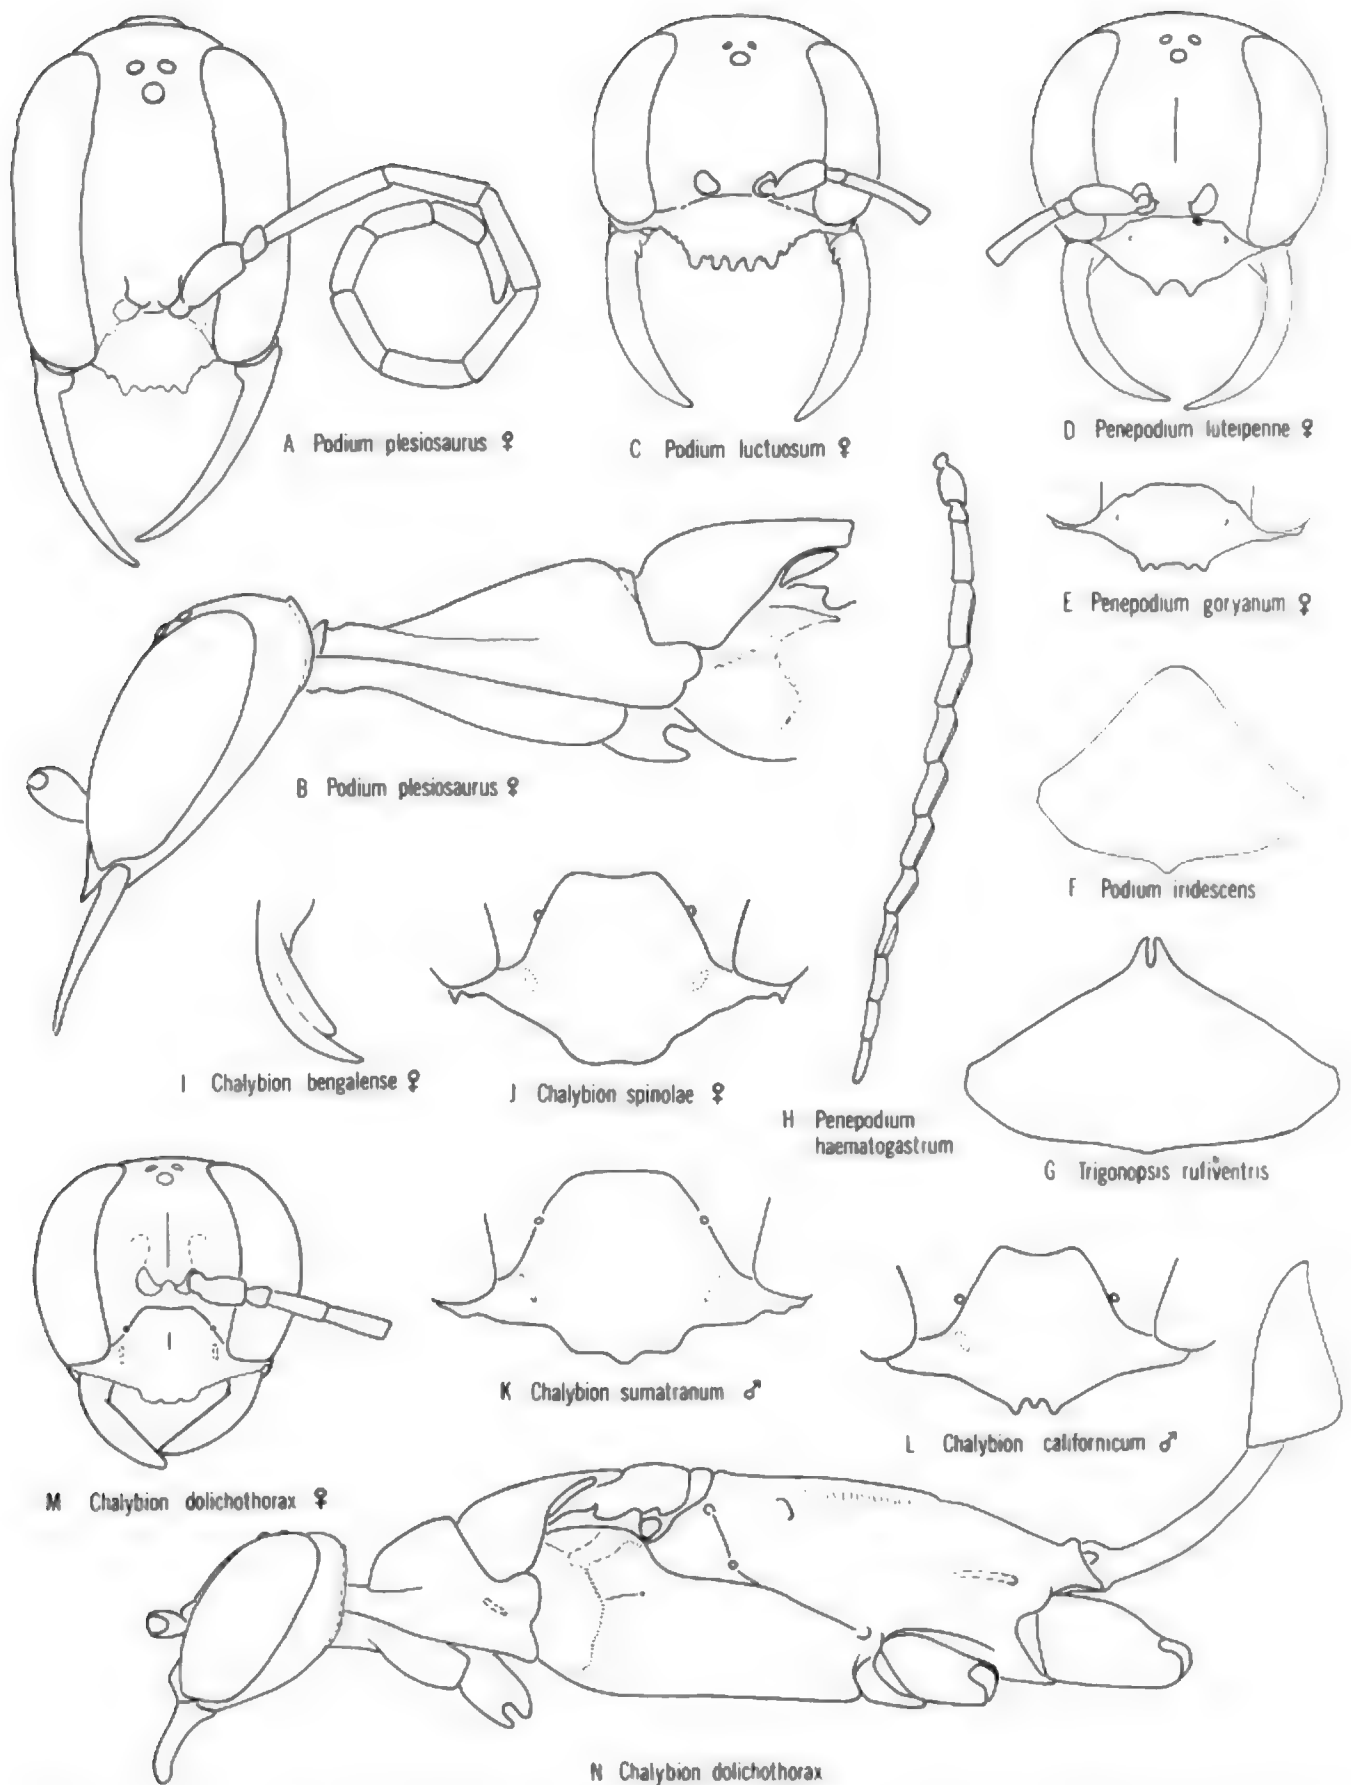 A Podium plesiosaurus ♀
C Podium luctuosum ♀
D Penepodium luteipenne ♀
E Penepodium goryanum ♀
B Podium plesiosaurus ♀
F Podium iridescens
I Chalybion bengalense ♀
J Chalybion spinolae ♀
H Penepodium
haematogastrum
G Trigonopsis rufiventris
K Chalybion sumatranum ♂
L Chalybion californicum ♂
M Chalybion dolichothorax ♀
N Chalybion dolichothorax